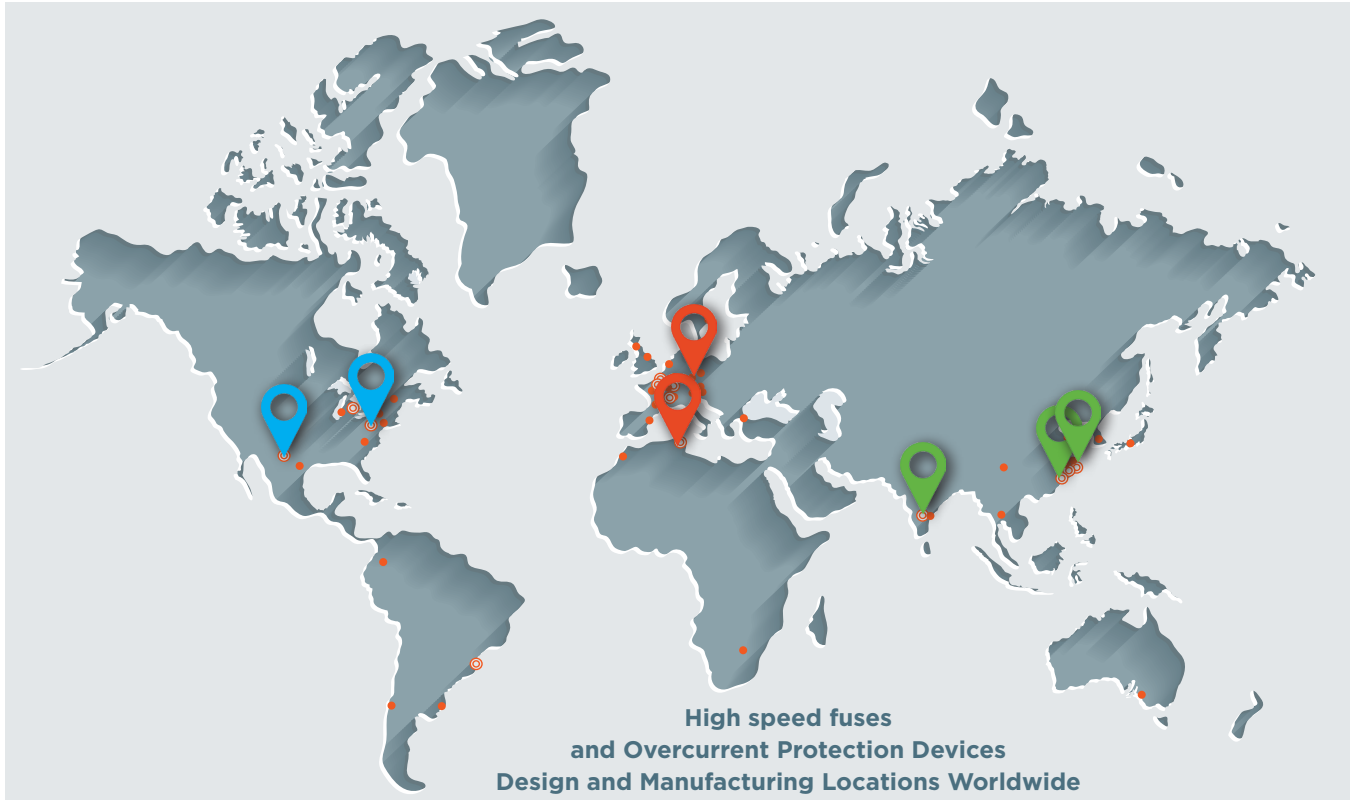 High speed fuses
and Overcurrent Protection Devices
Design and Manufacturing Locations Worldwide